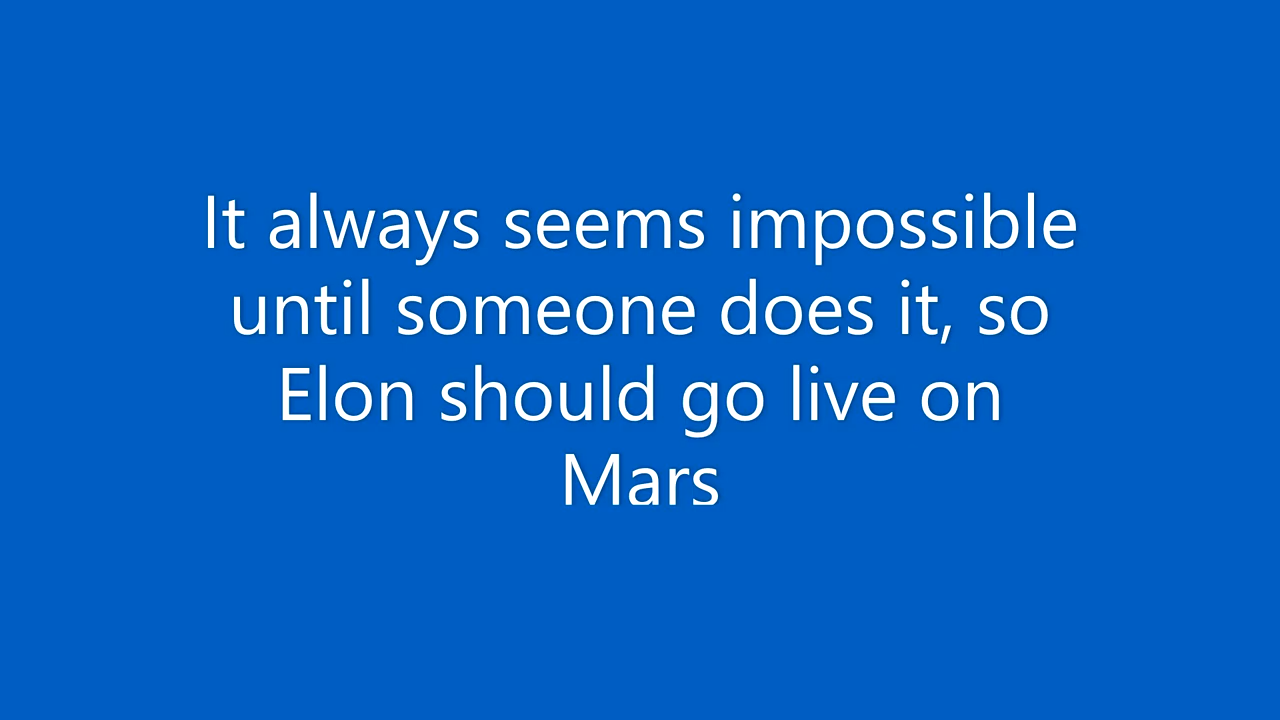 It always seems impossible
until someone does it, so
Elon should go live on
Mars